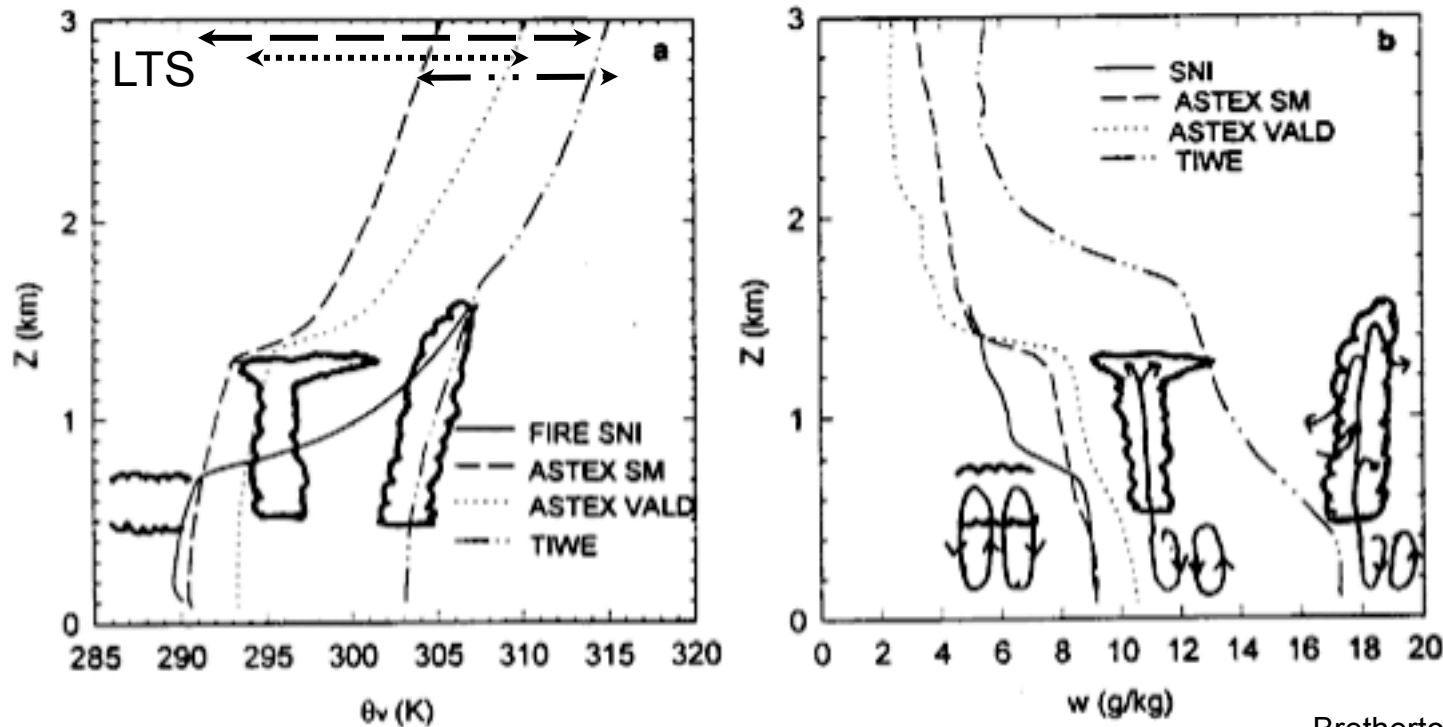 3
2
1
0
Z (km)
LTS
a
FIRE SNI
ASTEX SM
ASTEX VALD
TIWE
285 290 295 300 305 310 315 320
θv (K)
3
2
1
0
Z (km)
b
SNI
ASTEX SM
ASTEX VALD
TIWE
0 2 4 6 8 10 12 14 16 18 20
w (g/kg)